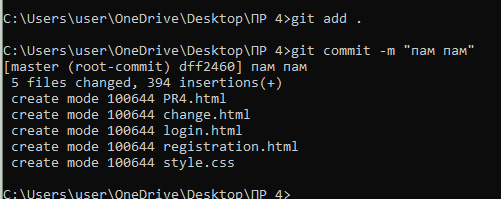 C:\Users\user\OneDrive\Desktop\ПР 4>git add .
C:\Users\user\OneDrive\Desktop\ПР 4>git commit -m "пам пам"
[master (root-commit) dff2460] пам пам
 5 files changed, 394 insertions(+)
 create mode 100644 PR4.html
 create mode 100644 change.html
 create mode 100644 login.html
 create mode 100644 registration.html
 create mode 100644 style.css
C:\Users\user\OneDrive\Desktop\ПР 4>